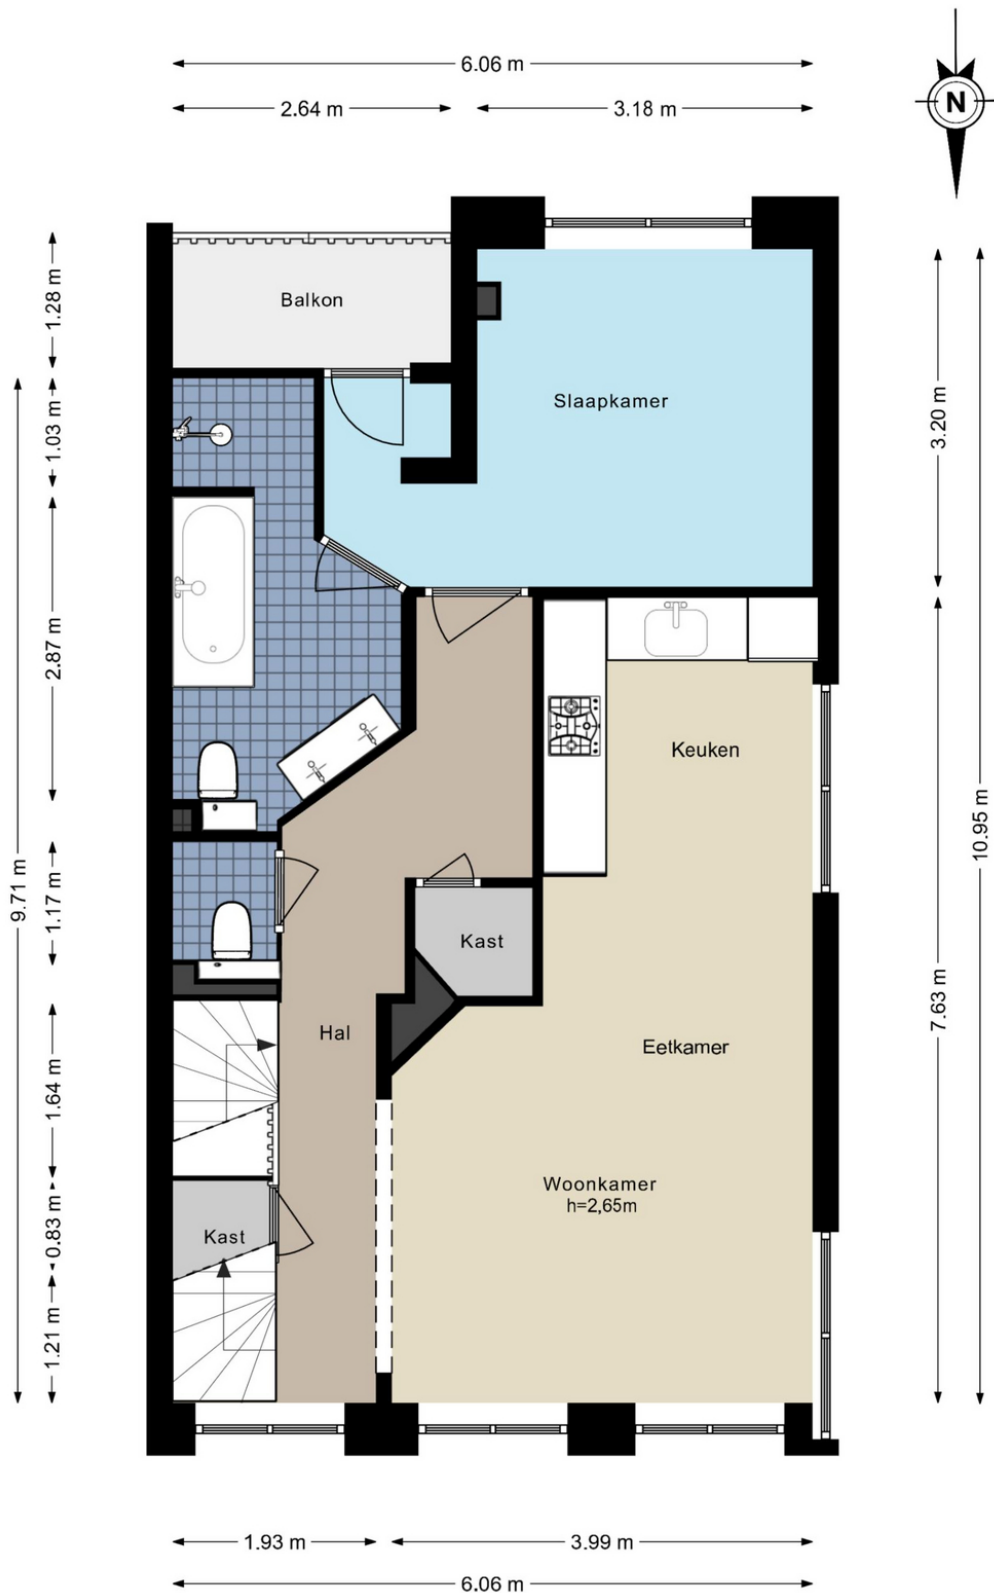 6.06 m
2.64 m
3.18 m
N
1.28 m
Balkon
1.03 m
Slaapkamer
3.20 m
2.87 m
Keuken
10.95 m
9.71 m
1.17 m
Kast
7.63 m
Hal
Eetkamer
1.64 m
Woonkamer
h=2,65m
0.83 m
Kast
1.21 m
1.93 m
3.99 m
6.06 m